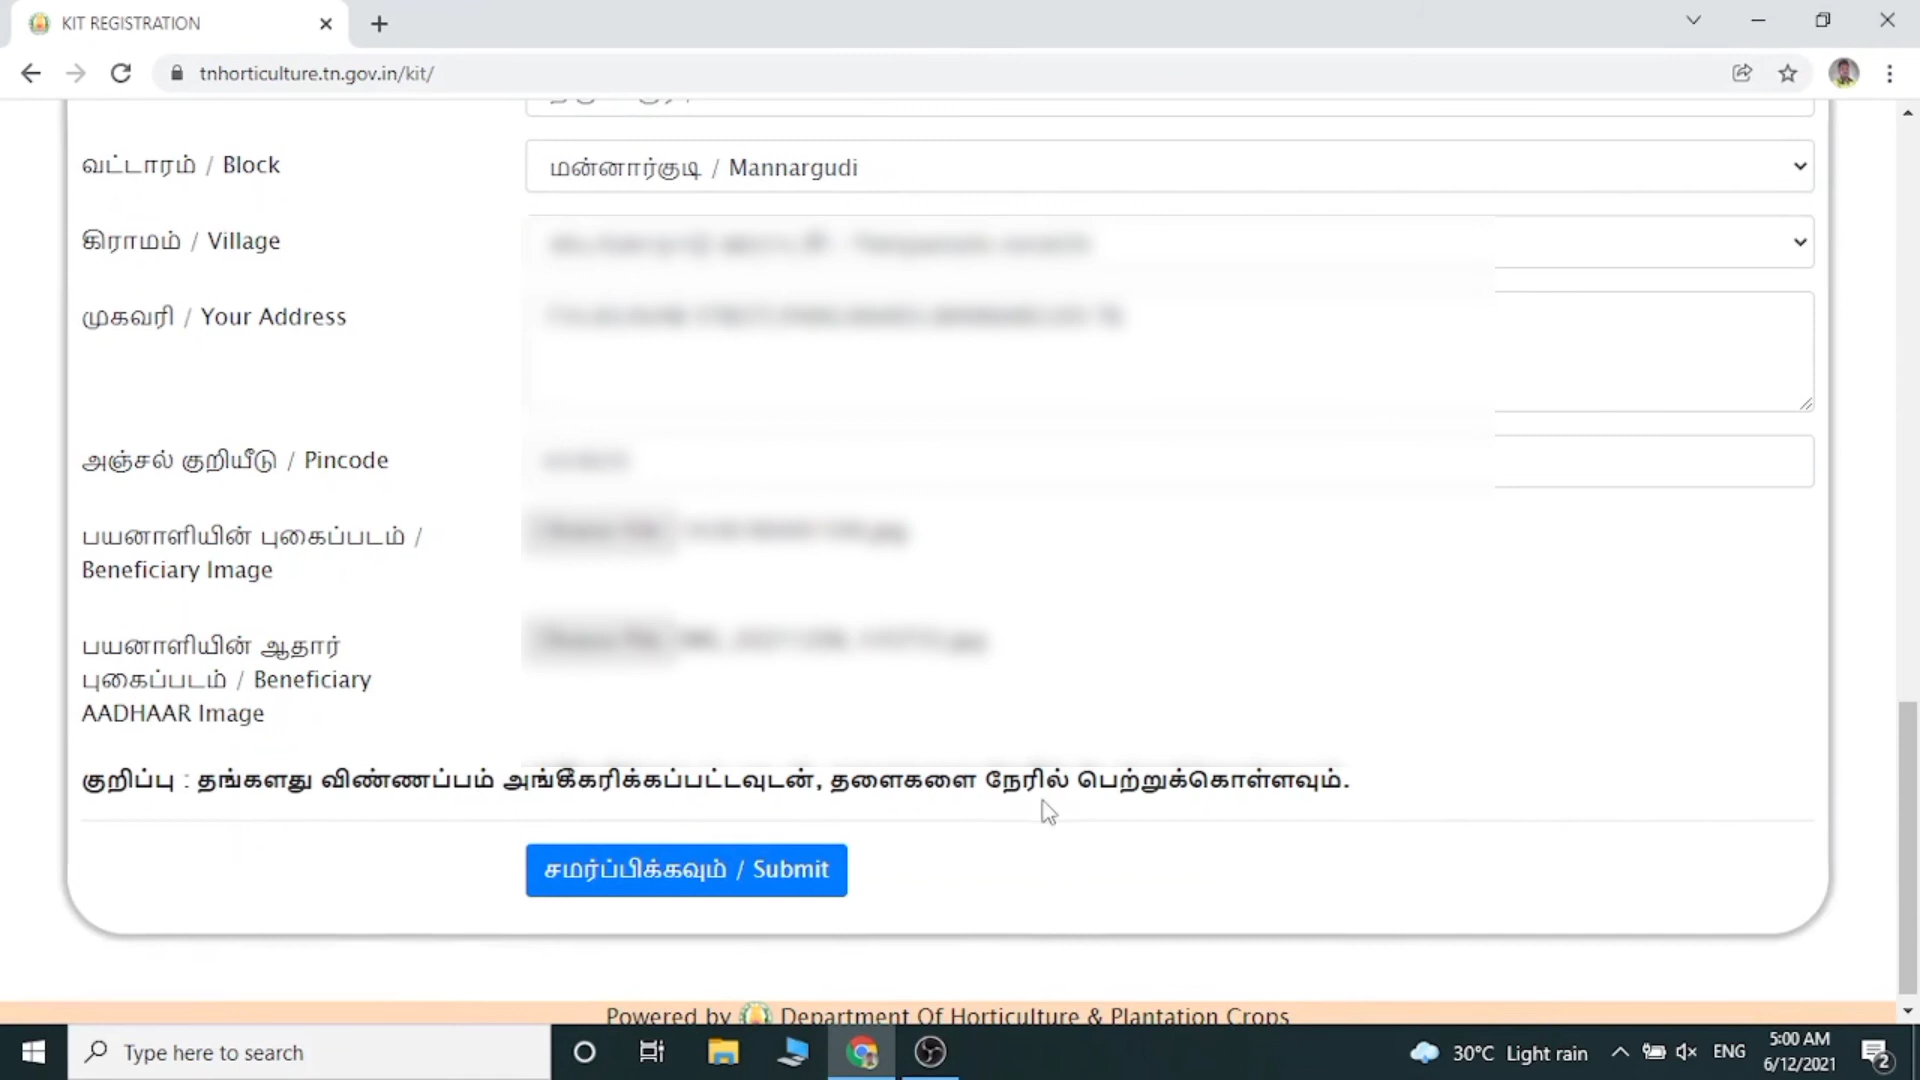 KIT REGISTRATION
tnhorticulture.tn.gov.in/kit/
வட்டாரம் / Block
மன்னார்குடி / Mannargudi
கிராமம் / Village
முகவரி / Your Address
அஞ்சல் குறியீடு / Pincode
பயனாளியின் புகைப்படம் /
Beneficiary Image
பயனாளியின் ஆதார்
புகைப்படம் / Beneficiary
AADHAAR Image
குறிப்பு : தங்களது விண்ணப்பம் அங்கீகரிக்கப்பட்டவுடன், தளைகளை நேரில் பெற்றுக்கொள்ளவும்.
சமர்ப்பிக்கவும் / Submit
Powered by Department Of Horticulture & Plantation Crops
Type here to search
30°C Light rain
ENG
5:00 AM
6/12/2021
2